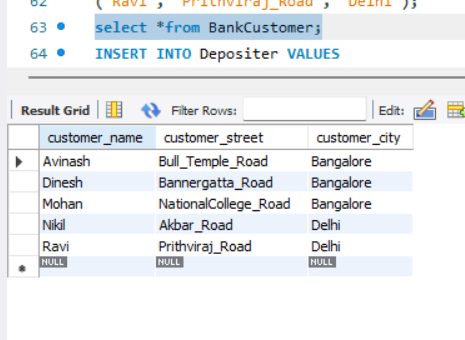 62 ('Ravi', 'Prithviraj_Road', 'Delhi');
63 select *from BankCustomer;
64 INSERT INTO Depositer VALUES
Result Grid Filter Rows: Edit:
customer_name customer_street customer_city
Avinash Bull_Temple_Road Bangalore
Dinesh Bannergatta_Road Bangalore
Mohan NationalCollege_Road Bangalore
Nikil Akbar_Road Delhi
Ravi Prithviraj_Road Delhi
NULL NULL NULL